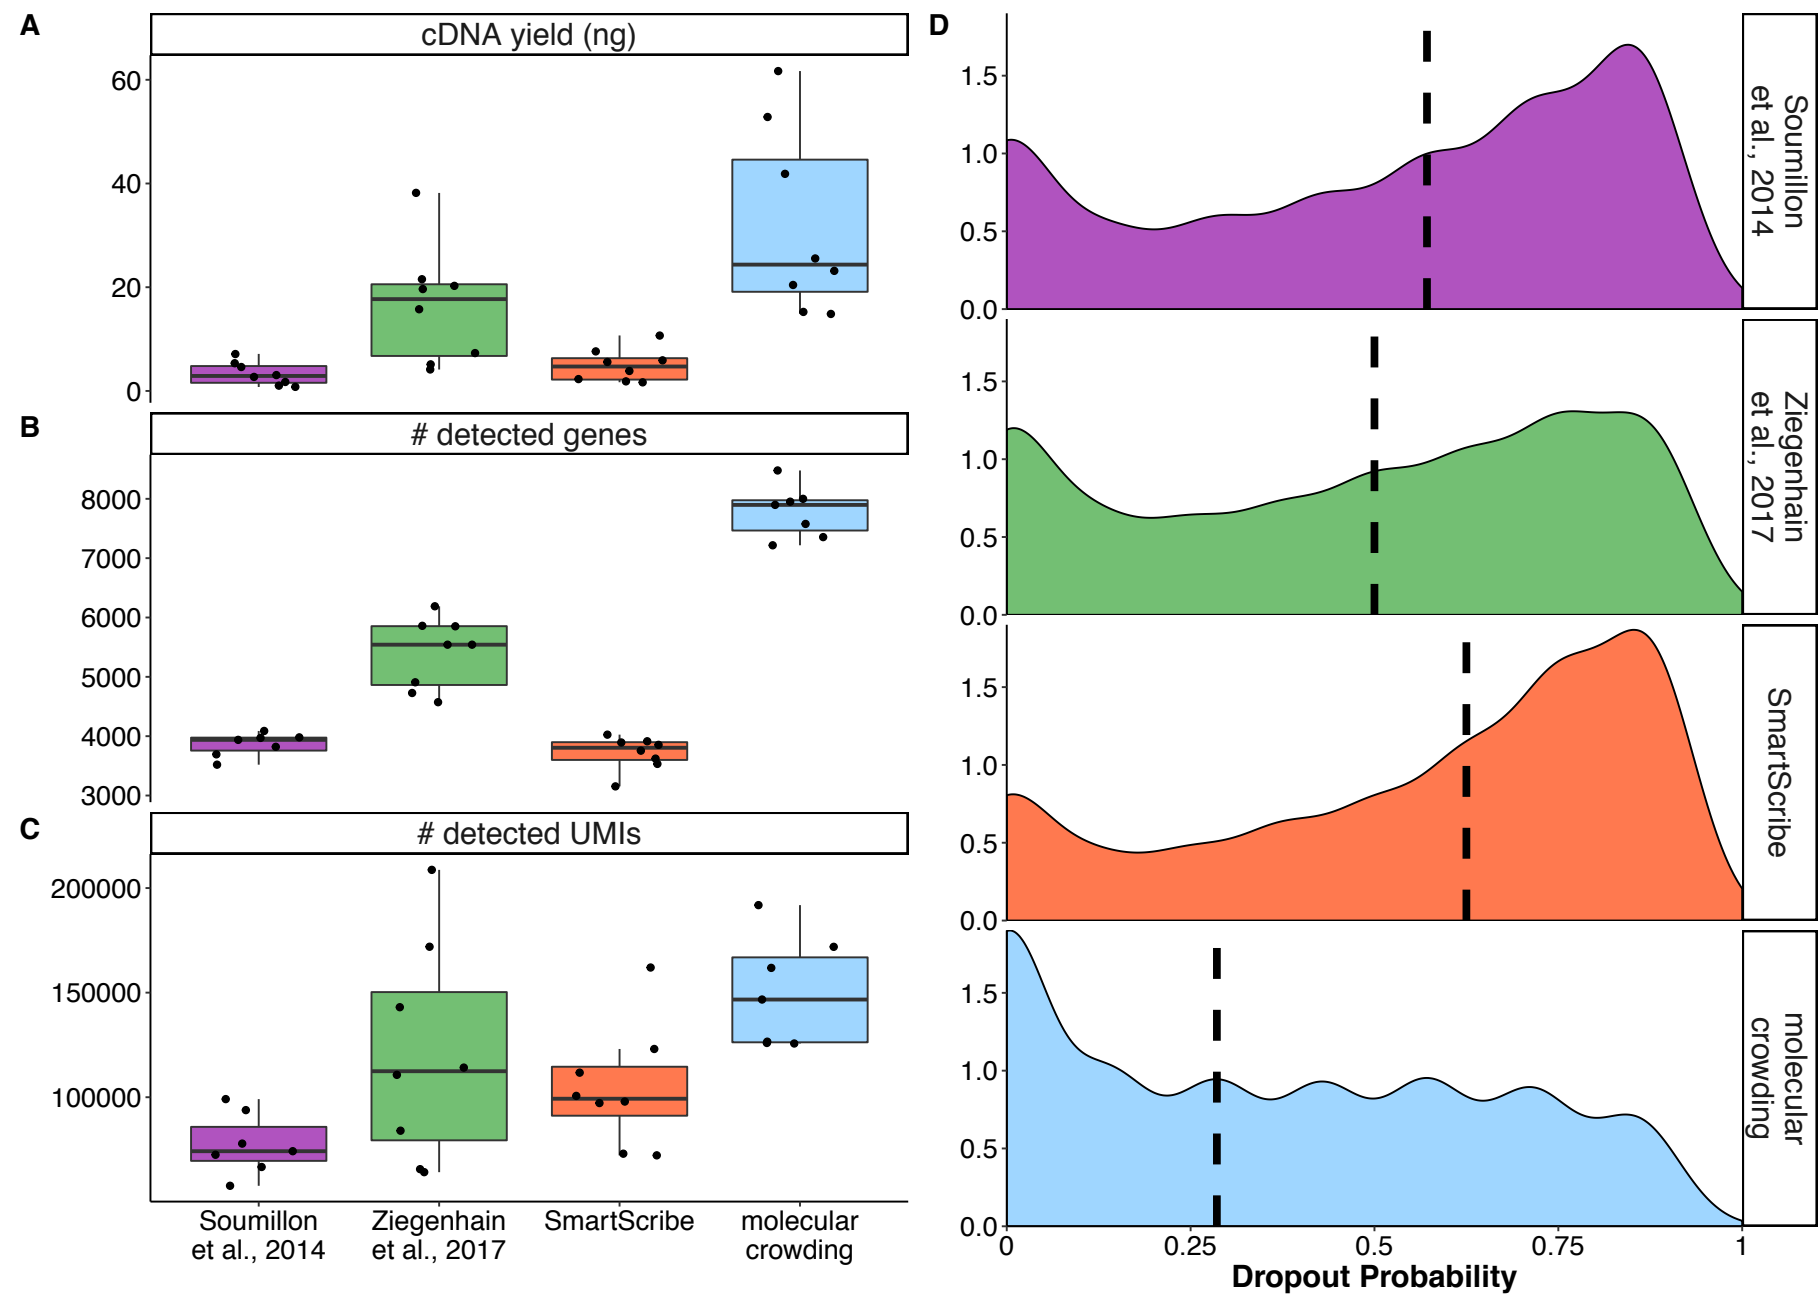 A
cDNA yield (ng)
60
40
20
0
B
# detected genes
8000
7000
6000
5000
4000
3000
C
# detected UMIs
200000
150000
100000
Soumillon
et al., 2014
Ziegenhain
et al., 2017
SmartScribe
molecular
crowding
D
1.5
1.0
0.5
0.0
Soumillon
et al., 2014
1.5
1.0
0.5
0.0
Ziegenhain
et al., 2017
1.5
1.0
0.5
0.0
SmartScribe
1.5
1.0
0.5
0.0
molecular
crowding
0 0.25 0.5 0.75 1
Dropout Probability